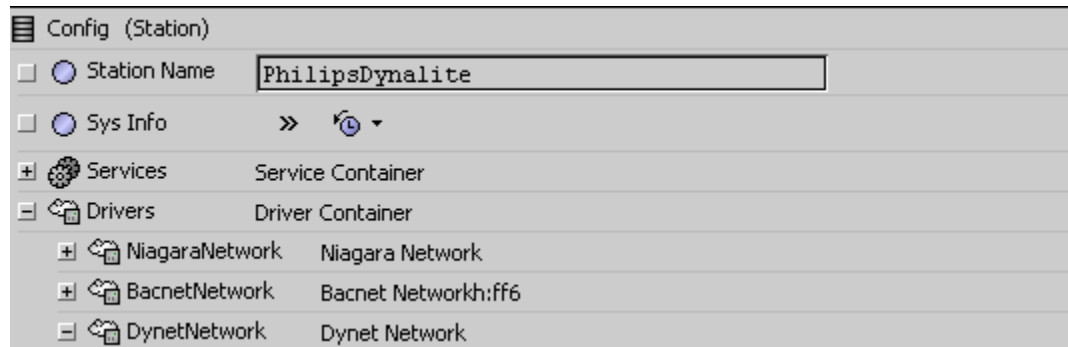 Config (Station)
Station Name PhilipsDynalite
Sys Info
Services Service Container
Drivers Driver Container
NiagaraNetwork Niagara Network
BacnetNetwork Bacnet Networkh:ff6
DynetNetwork Dynet Network